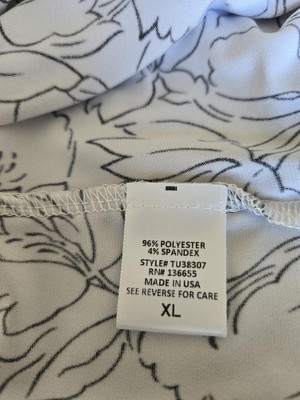 96% POLYESTER
4% SPANDEX
STYLE# TU38307
RN# 136655
MADE IN USA
SEE REVERSE FOR CARE
XL